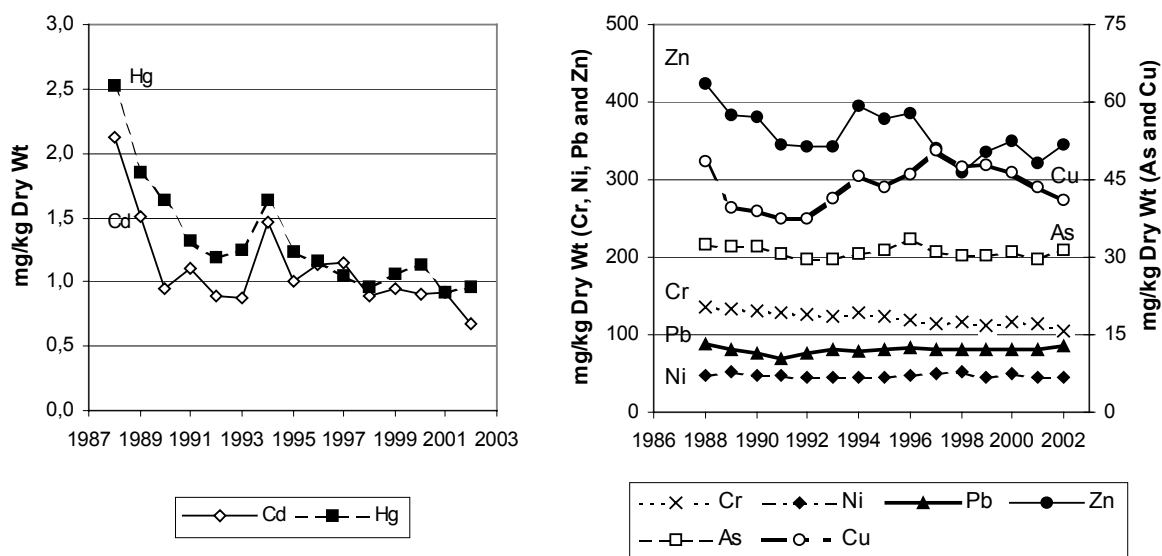 mg/kg Dry Wt
3,0
2,5
2,0
1,5
1,0
0,5
0,0
Hg
Cd
1987 1989 1991 1993 1995 1997 1999 2001 2003
Cd Hg
mg/kg Dry Wt (Cr, Ni, Pb and Zn)
500
400
300
200
100
0
Zn
Cu
As
Cr
Pb
Ni
75
60
45
30
15
0
mg/kg Dry Wt (As and Cu)
1986 1988 1990 1992 1994 1996 1998 2000 2002
Cr Ni Pb Zn
As Cu